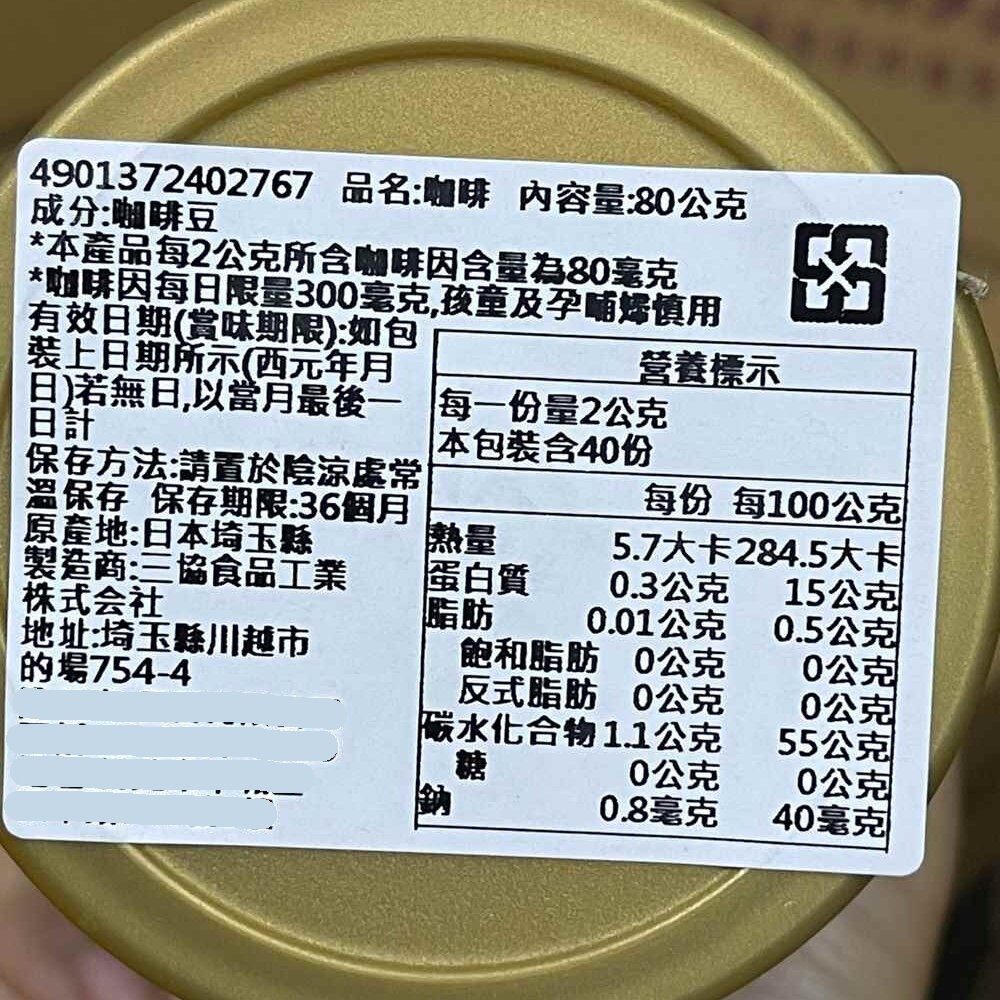 4901372402767 品名:咖啡 內容量:80公克
成分:咖啡豆
*本產品每2公克所含咖啡因含量為80毫克
*咖啡因每日限量300毫克,孩童及孕哺婦慎用
有效日期(賞味期限):如包
裝上日期所示(西元年月
日)若無日,以當月最後一
日計
保存方法:請置於陰涼處常
溫保存 保存期限:36個月
原產地:日本埼玉縣
製造商:三協食品工業
株式会社
地址:埼玉縣川越市
的場754-4
營養標示
每一份量2公克
本包裝含40份
每份 每100公克
熱量 5.7大卡 284.5大卡
蛋白質 0.3公克 15公克
脂肪 0.01公克 0.5公克
飽和脂肪 0公克 0公克
反式脂肪 0公克 0公克
碳水化合物 1.1公克 55公克
糖 0公克 0公克
鈉 0.8毫克 40毫克